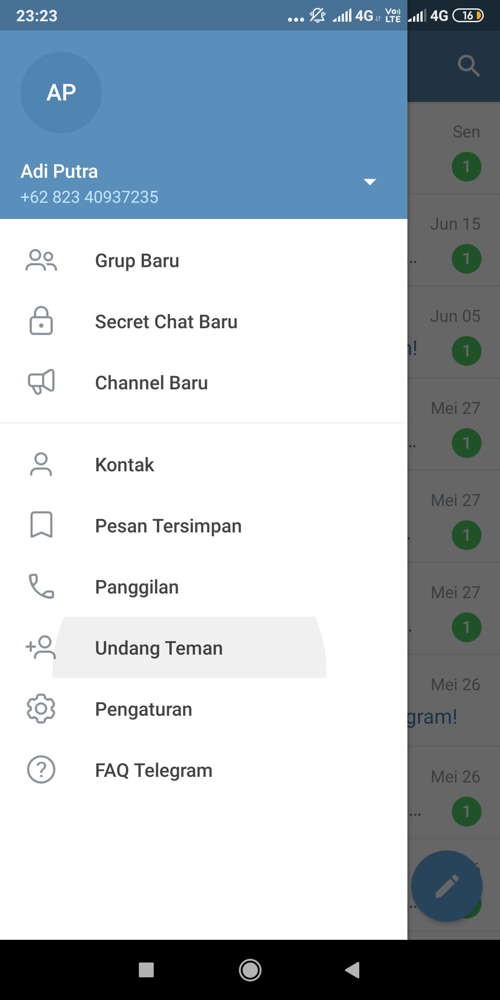 23:23
4G
Vo)) LTE
4G
16
AP
Adi Putra
+62 823 40937235
Grup Baru
Secret Chat Baru
Channel Baru
Kontak
Pesan Tersimpan
Panggilan
Undang Teman
Pengaturan
FAQ Telegram
Sen
1
Jun 15
...
1
Jun 05
!
1
Mei 27
..
1
Mei 27
.
1
Mei 27
.
1
Mei 26
gram!
Mei 26
...
1
6
...